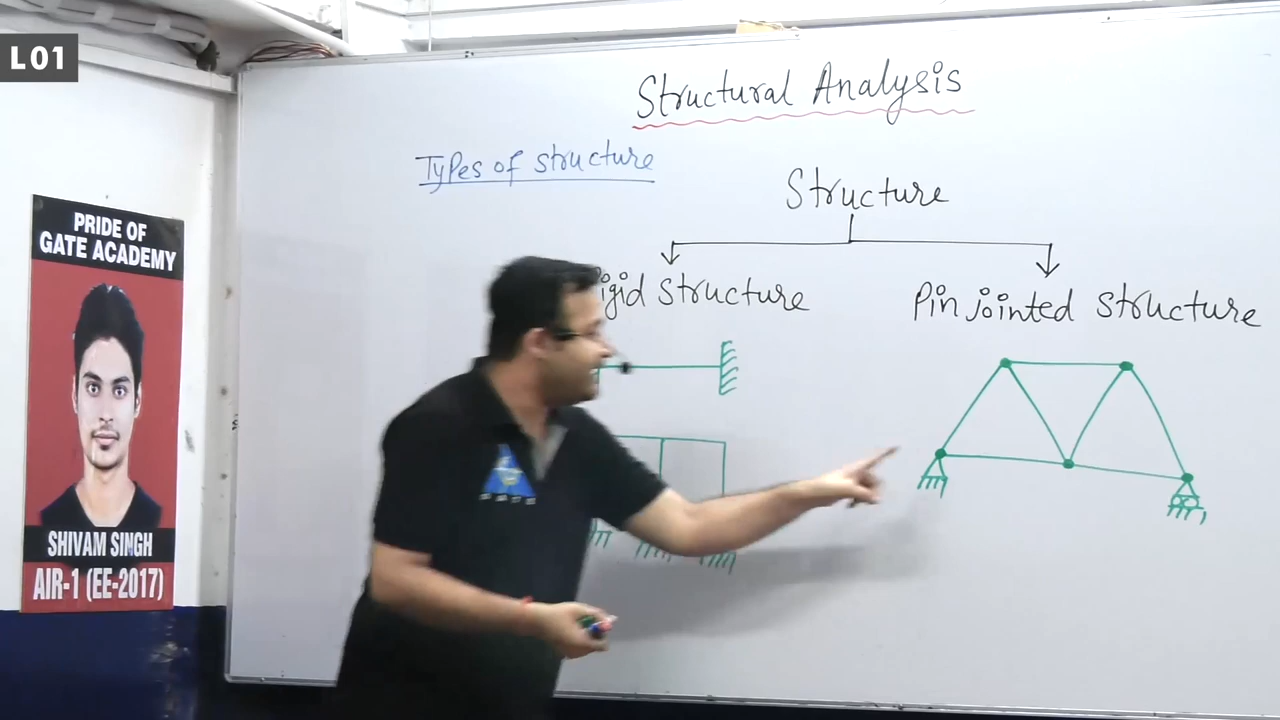 L01
Structural Analysis
Types of structure
Structure
Structure
Pin jointed Structure
PRIDE OF
GATE ACADEMY
SHIVAM SINGH
AIR-1 (EE-2017)